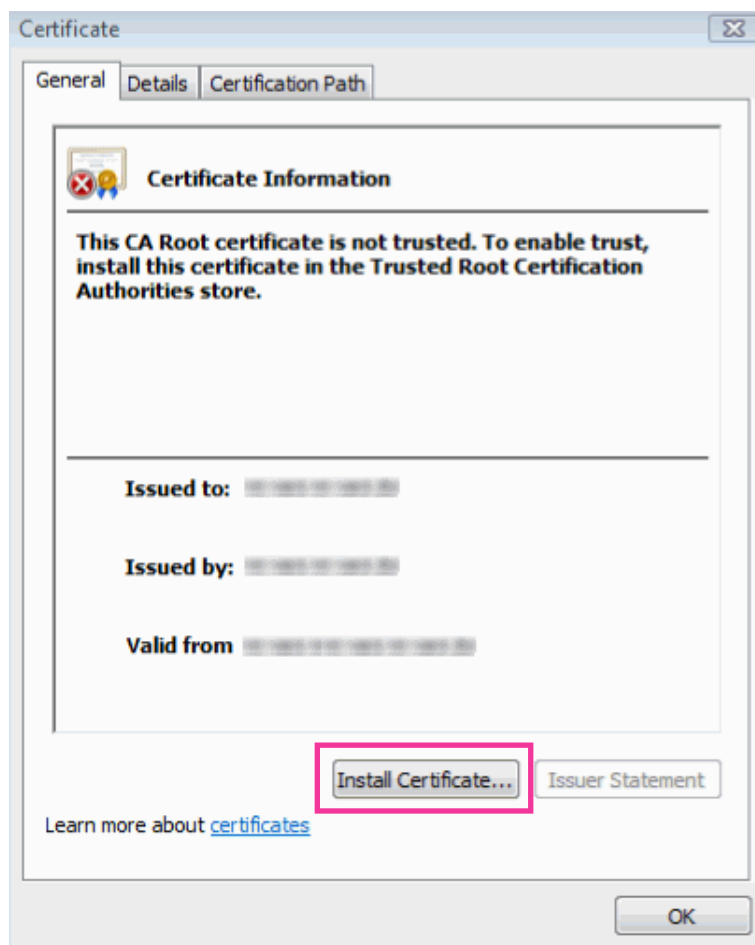 Certificate
General Details Certification Path
Certificate Information
This CA Root certificate is not trusted. To enable trust,
install this certificate in the Trusted Root Certification
Authorities store.
Issued to:
Issued by:
Valid from
Install Certificate... Issuer Statement
Learn more about certificates
OK